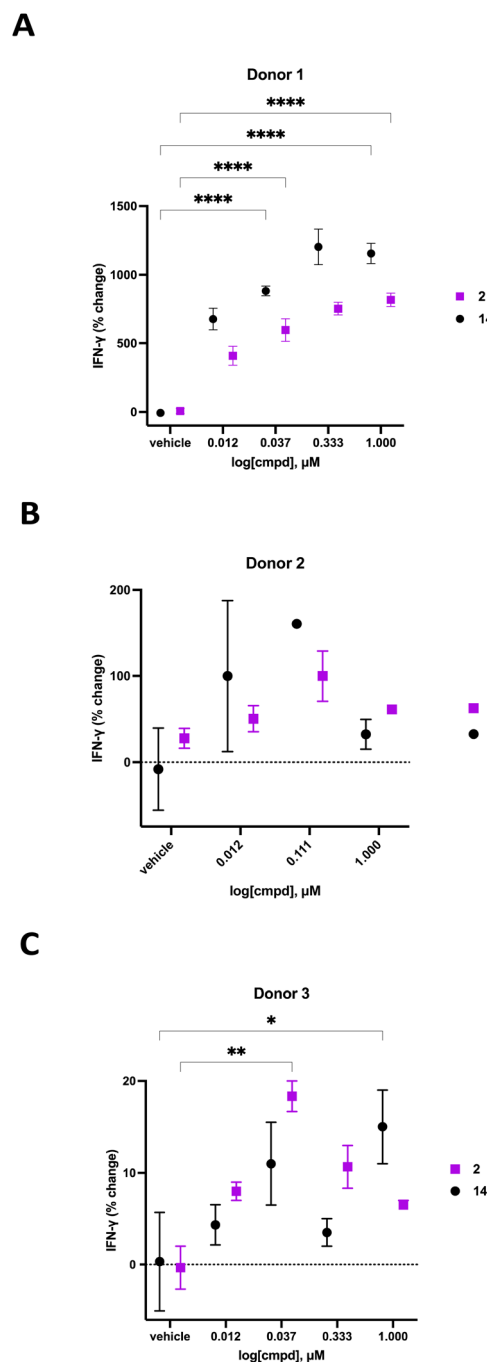 A
Donor 1
****
****
****
****
1500
1000
500
0
IFN-γ (% change)
2
14
vehicle 0.012 0.037 0.333 1.000
log[cmpd], µM
B
Donor 2
200
100
0
IFN-γ (% change)
vehicle 0.012 0.111 1.000
log[cmpd], µM
C
Donor 3
*
**
20
10
0
IFN-γ (% change)
2
14
vehicle 0.012 0.037 0.333 1.000
log[cmpd], µM